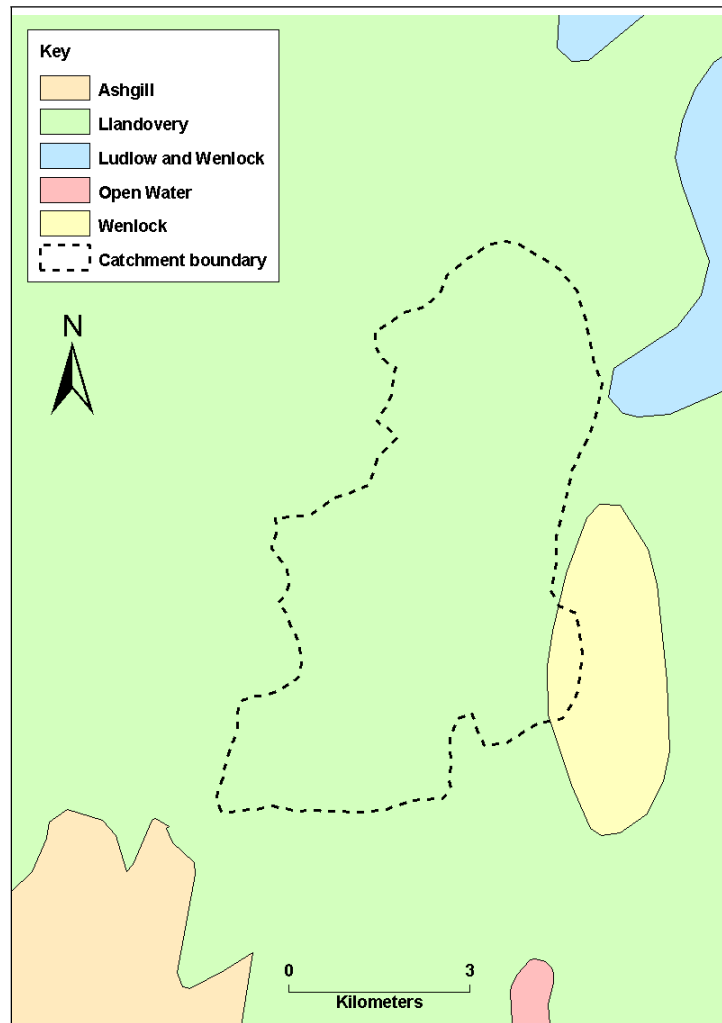 Key
Ashgill
Llandovery
Ludlow and Wenlock
Open Water
Wenlock
Catchment boundary
N
0 3
Kilometers